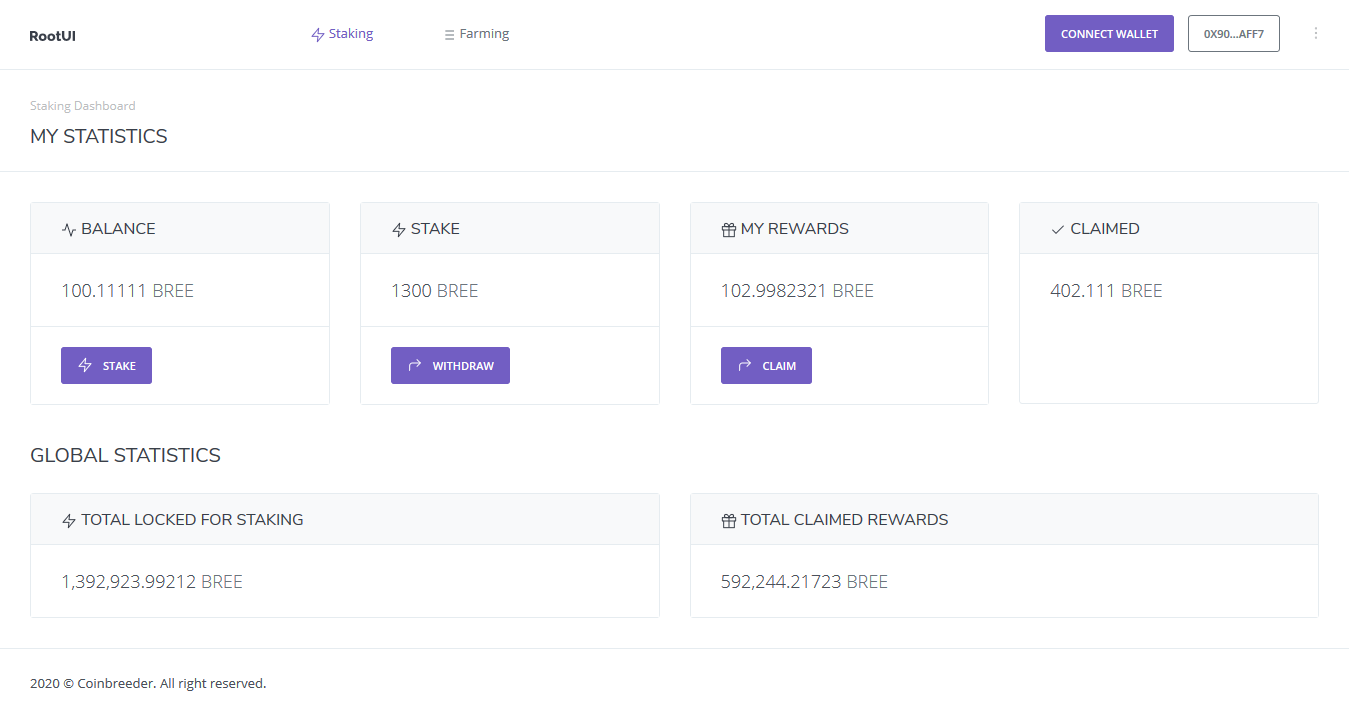 RootUI
Staking
Farming
CONNECT WALLET
0X90...AFF7
Staking Dashboard
MY STATISTICS
BALANCE
100.11111 BREE
STAKE
STAKE
1300 BREE
WITHDRAW
MY REWARDS
102.9982321 BREE
CLAIM
CLAIMED
402.111 BREE
GLOBAL STATISTICS
TOTAL LOCKED FOR STAKING
1,392,923.99212 BREE
TOTAL CLAIMED REWARDS
592,244.21723 BREE
2020 © Coinbreeder. All right reserved.